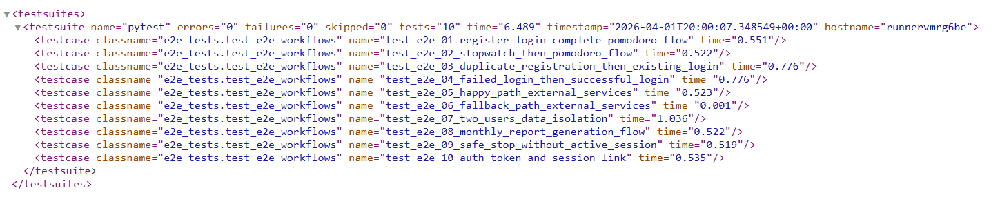 <testsuites>
<testsuite name="pytest" errors="0" failures="0" skipped="0" tests="10" time="6.489" timestamp="2026-04-01T20:00:07.348549+00:00" hostname="runnervmrg6be">
<testcase classname="e2e_tests.test_e2e_workflows" name="test_e2e_01_register_login_complete_pomodoro_flow" time="0.551"/>
<testcase classname="e2e_tests.test_e2e_workflows" name="test_e2e_02_stopwatch_then_pomodoro_flow" time="0.522"/>
<testcase classname="e2e_tests.test_e2e_workflows" name="test_e2e_03_duplicate_registration_then_existing_login" time="0.776"/>
<testcase classname="e2e_tests.test_e2e_workflows" name="test_e2e_04_failed_login_then_successful_login" time="0.776"/>
<testcase classname="e2e_tests.test_e2e_workflows" name="test_e2e_05_happy_path_external_services" time="0.523"/>
<testcase classname="e2e_tests.test_e2e_workflows" name="test_e2e_06_fallback_path_external_services" time="0.001"/>
<testcase classname="e2e_tests.test_e2e_workflows" name="test_e2e_07_two_users_data_isolation" time="1.036"/>
<testcase classname="e2e_tests.test_e2e_workflows" name="test_e2e_08_monthly_report_generation_flow" time="0.522"/>
<testcase classname="e2e_tests.test_e2e_workflows" name="test_e2e_09_safe_stop_without_active_session" time="0.519"/>
<testcase classname="e2e_tests.test_e2e_workflows" name="test_e2e_10_auth_token_and_session_link" time="0.535"/>
</testsuite>
</testsuites>